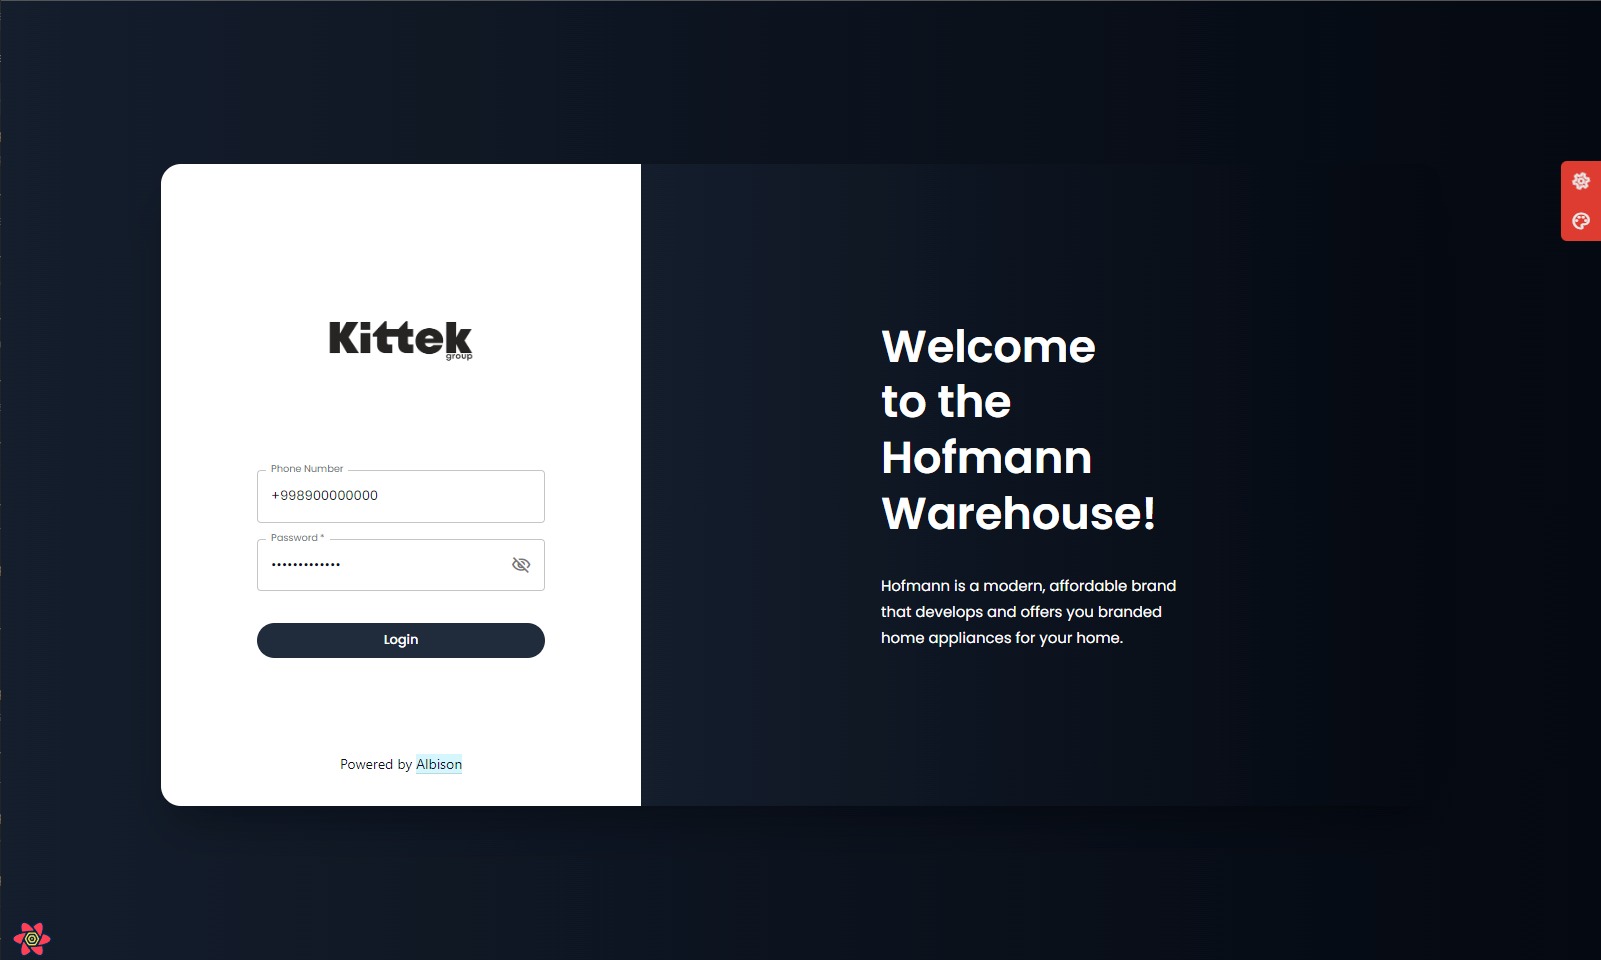 Kittek
group
Phone Number
+998900000000
Password *
•••••••••••••
Login
Powered by Albison
Welcome
to the
Hofmann
Warehouse!
Hofmann is a modern, affordable brand
that develops and offers you branded
home appliances for your home.